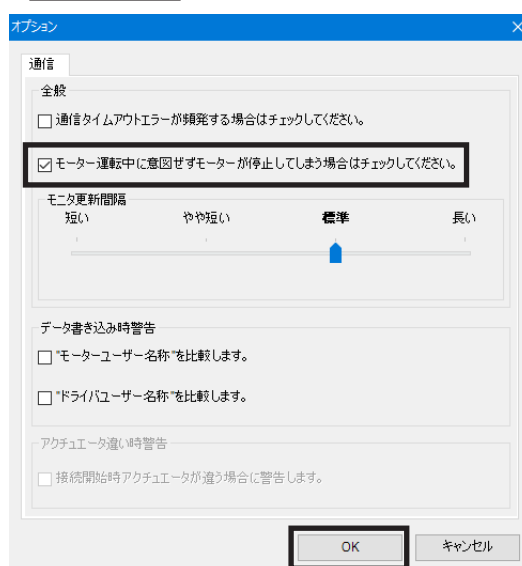 オプション
通信
全般
通信タイムアウトエラーが頻発する場合はチェックしてください。
モーター運転中に意図せずモーターが停止してしまう場合はチェックしてください。
モニタ更新間隔
短い やや短い 標準 長い
データ書き込み時警告
"モーターユーザー名称"を比較します。
"ドライバユーザー名称"を比較します。
アクチュエータ違い時警告
接続開始時アクチュエータが違う場合に警告します。
OK キャンセル